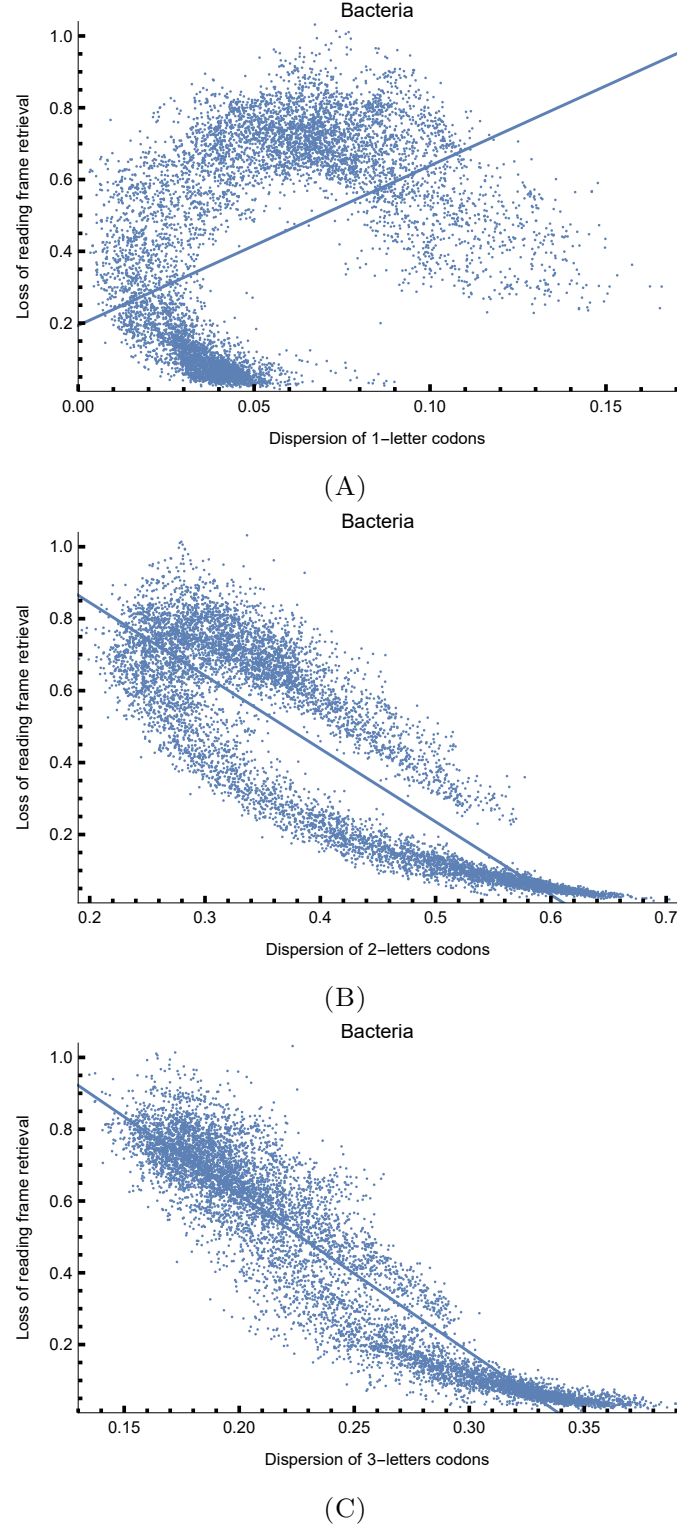 Bacteria
Loss of reading frame retrieval
1.0
0.8
0.6
0.4
0.2
0.00 0.05 0.10 0.15
Dispersion of 1−letter codons
(A)
Bacteria
Loss of reading frame retrieval
1.0
0.8
0.6
0.4
0.2
0.2 0.3 0.4 0.5 0.6 0.7
Dispersion of 2−letters codons
(B)
Bacteria
Loss of reading frame retrieval
1.0
0.8
0.6
0.4
0.2
0.15 0.20 0.25 0.30 0.35
Dispersion of 3−letters codons
(C)